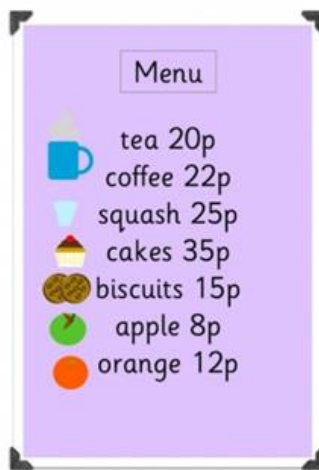 Menu
tea 20p
coffee 22p
squash 25p
cakes 35p
biscuits 15p
apple 8p
orange 12p